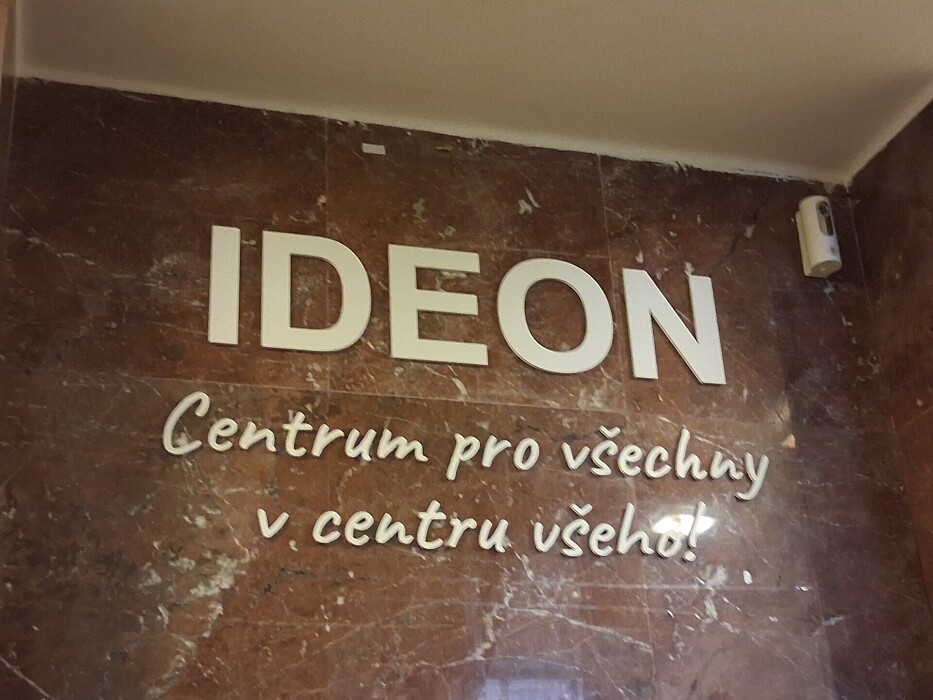 IDEON
Centrum pro všechny
v centru všeho!